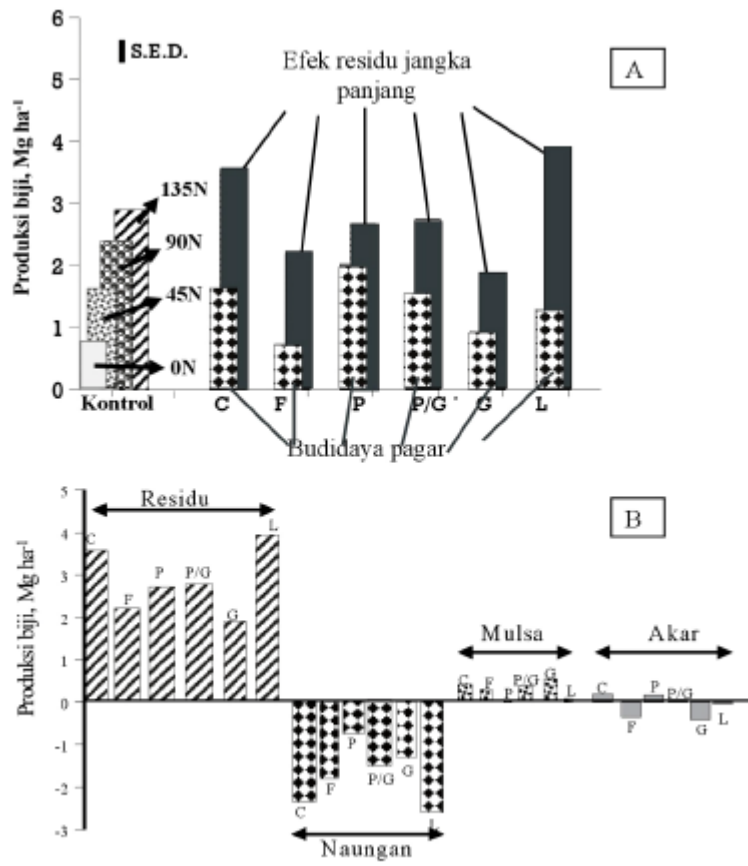 6
5
4
3
2
1
0
Produksi biji, Mg ha⁻¹
S.E.D.
Efek residu jangka
panjang
A
135N
90N
45N
0N
Kontrol C F P P/G G L
Budidaya pagar
5
4
3
2
1
0
-1
-2
-3
Produksi biji, Mg ha⁻¹
Residu
B
C F P P/G G L
Mulsa Akar
C F P P/G G L C P P/G
F G L
C F P P/G G L
Naungan